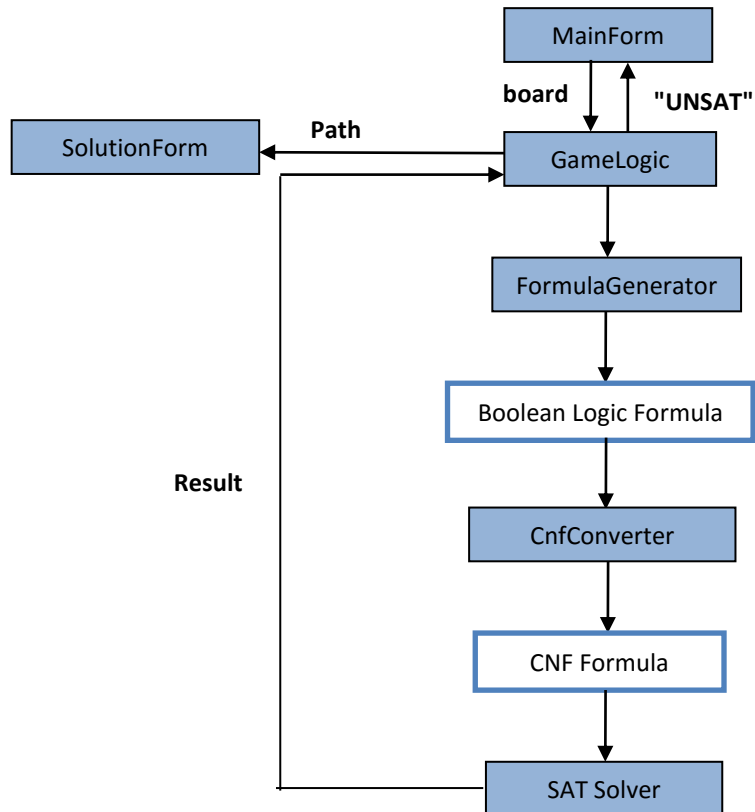 MainForm
board
"UNSAT"
Path
SolutionForm
GameLogic
FormulaGenerator
Boolean Logic Formula
Result
CnfConverter
CNF Formula
SAT Solver